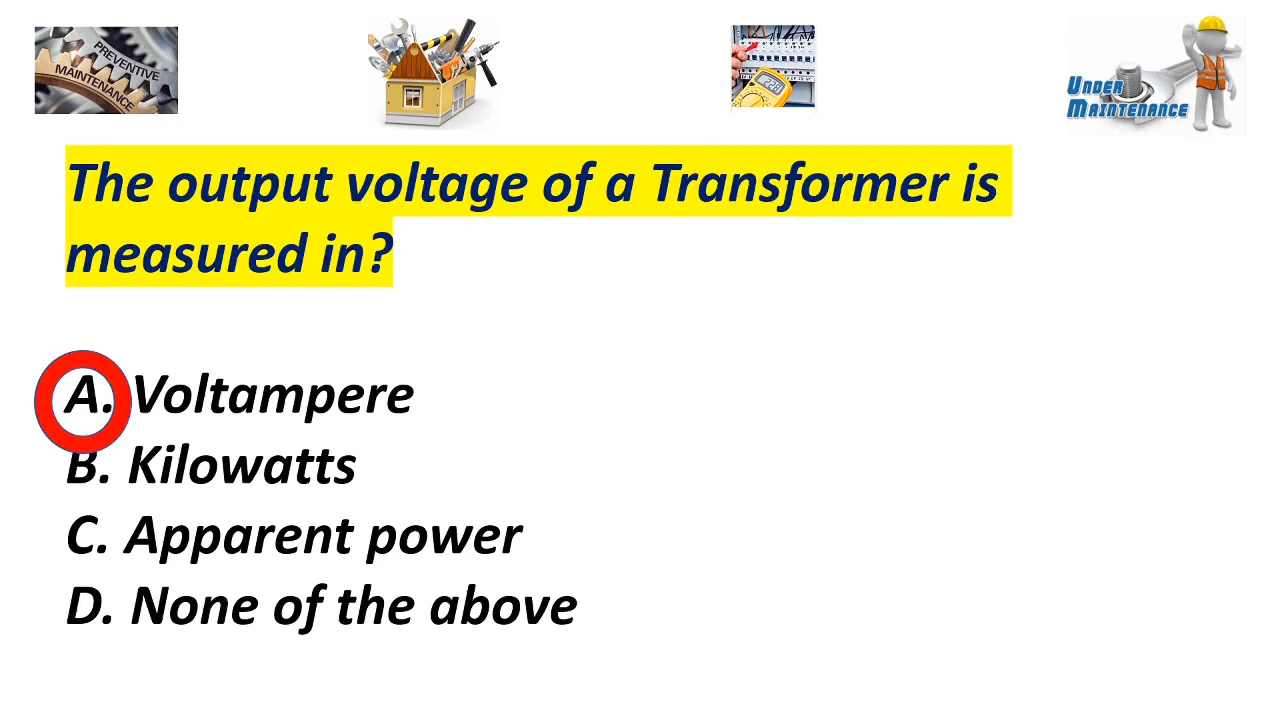 PREVENTIVE
MAINTENANCE
UNDER
MAINTENANCE
The output voltage of a Transformer is
measured in?
A. Voltampere
B. Kilowatts
C. Apparent power
D. None of the above